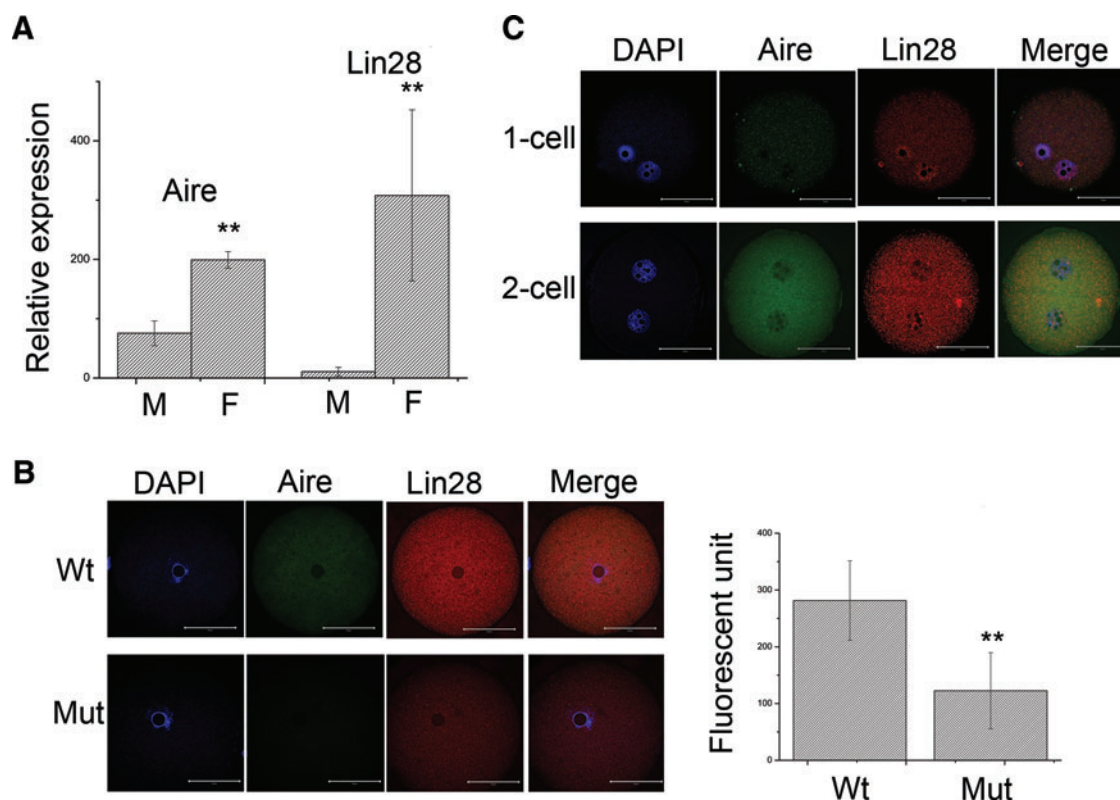 A
Relative expression
400
200
0
Aire
**
Lin28
**
M F M F
C
DAPI Aire Lin28 Merge
1-cell
2-cell
B
DAPI Aire Lin28 Merge
Wt
Mut
Fluorescent unit
400
300
200
100
0
**
Wt Mut